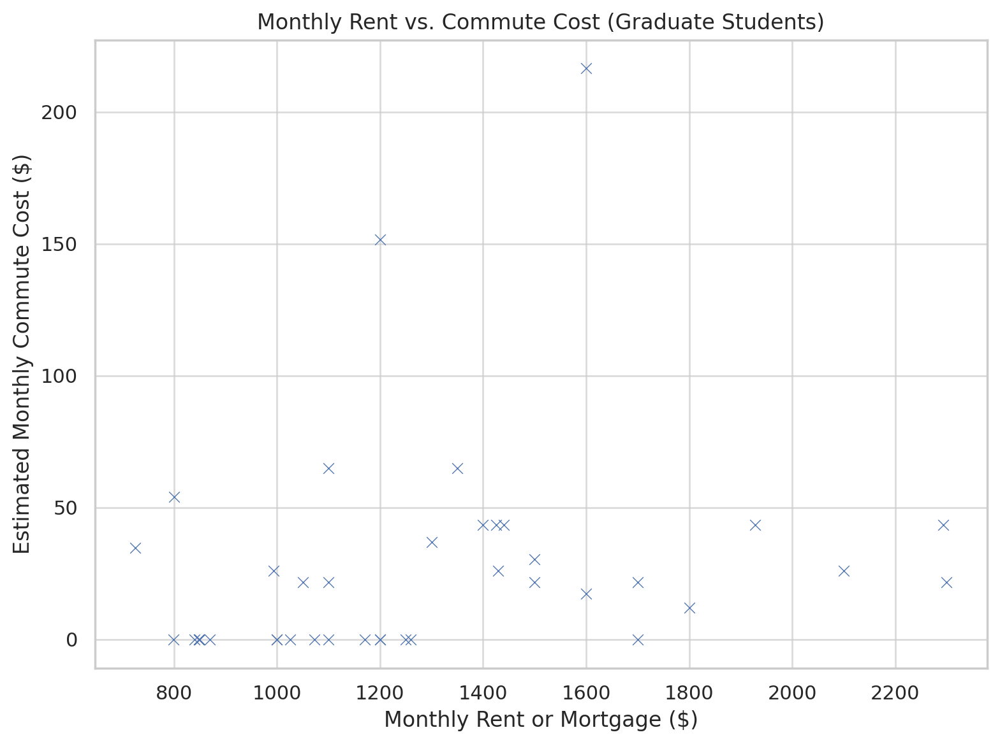 Monthly Rent vs. Commute Cost (Graduate Students)
Estimated Monthly Commute Cost ($)
200
150
100
50
0
800 1000 1200 1400 1600 1800 2000 2200
Monthly Rent or Mortgage ($)